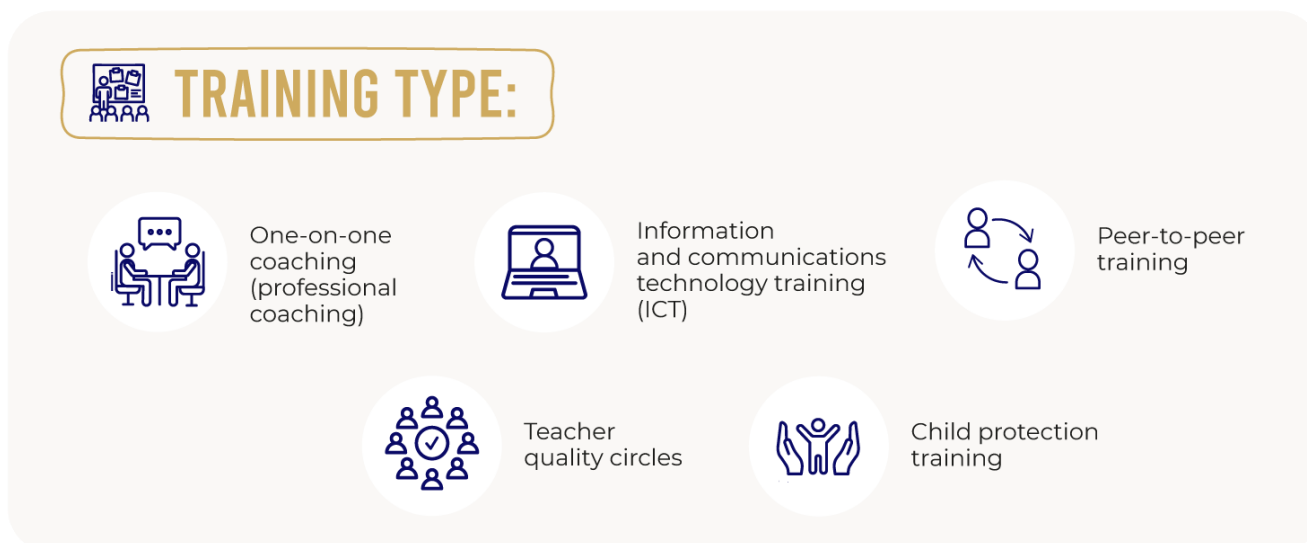 TRAINING TYPE:
One-on-one
coaching
(professional
coaching)
Information
and communications
technology training
(ICT)
Peer-to-peer
training
Teacher
quality circles
Child protection
training